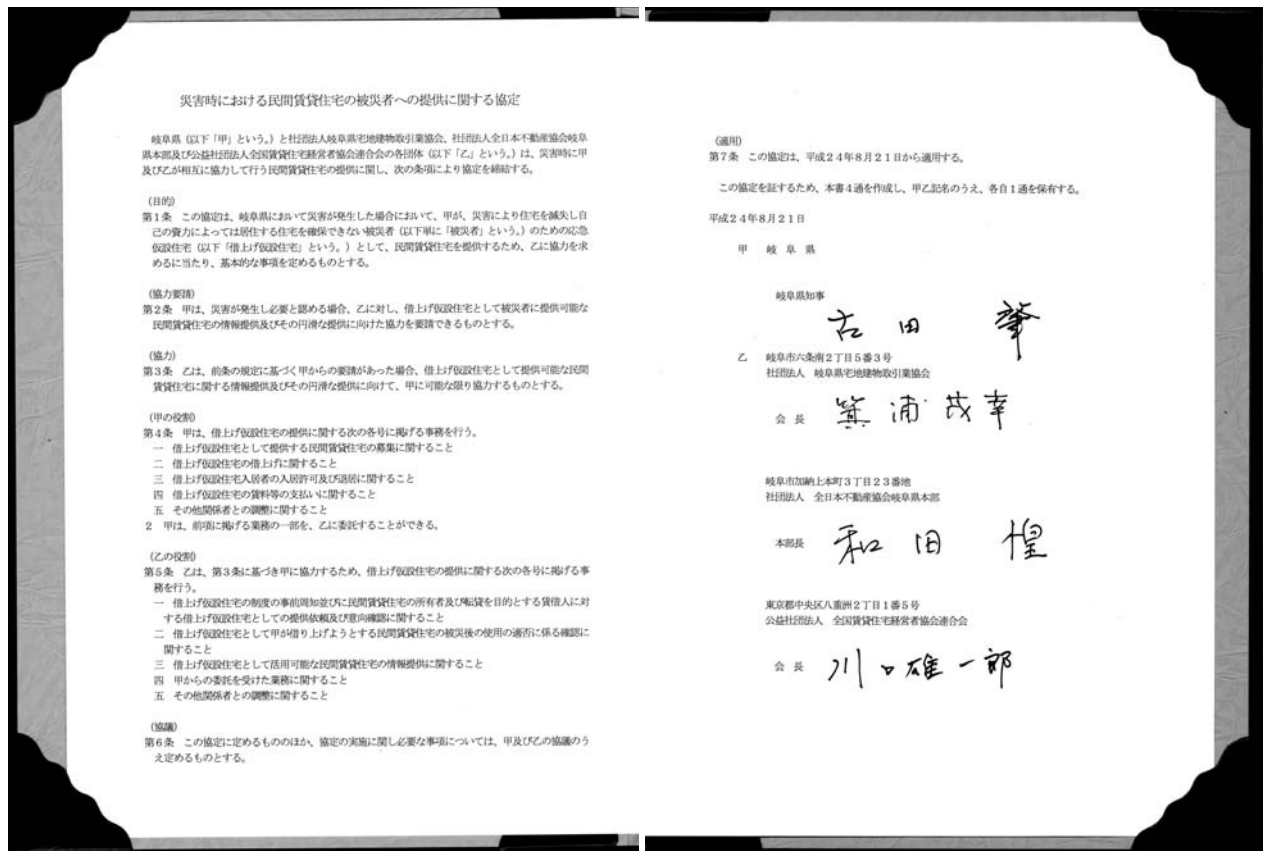 災害時における民間賃貸住宅の被災者への提供に関する協定
岐阜県（以下「甲」という。）と社団法人岐阜県宅地建物取引業協会、社団法人全日本不動産協会岐阜
県本部及び公益社団法人全国賃貸住宅経営者協会連合会の各団体（以下「乙」という。）は、災害時に甲
及び乙が相互に協力して行う民間賃貸住宅の提供に関し、次の条項により協定を締結する。
（目的）
第１条　この協定は、岐阜県において災害が発生した場合において、甲が、災害により住宅を滅失し自
己の資力によっては居住する住宅を確保できない被災者（以下単に「被災者」という。）のための応急
仮設住宅（以下「借上げ仮設住宅」という。）として、民間賃貸住宅を提供するため、乙に協力を求
めるに当たり、基本的な事項を定めるものとする。
（協力要請）
第２条　甲は、災害が発生し必要と認める場合、乙に対し、借上げ仮設住宅として被災者に提供可能な
民間賃貸住宅の情報提供及びその円滑な提供に向けた協力を要請できるものとする。
（協力）
第３条　乙は、前条の規定に基づく甲からの要請があった場合、借上げ仮設住宅として提供可能な民間
賃貸住宅に関する情報提供及びその円滑な提供に向けて、甲に可能な限り協力するものとする。
（甲の役割）
第４条　甲は、借上げ仮設住宅の提供に関する次の各号に掲げる事務を行う。
一　借上げ仮設住宅として提供する民間賃貸住宅の募集に関すること
二　借上げ仮設住宅の借上げに関すること
三　借上げ仮設住宅入居者の入居許可及び退居に関すること
四　借上げ仮設住宅の賃料等の支払いに関すること
五　その他関係者との調整に関すること
２　甲は、前項に掲げる業務の一部を、乙に委託することができる。
（乙の役割）
第５条　乙は、第３条に基づき甲に協力するため、借上げ仮設住宅の提供に関する次の各号に掲げる事
務を行う。
一　借上げ仮設住宅の制度の事前周知並びに民間賃貸住宅の所有者及び転貸を目的とする賃借人に対
する借上げ仮設住宅としての提供依頼及び意向確認に関すること
二　借上げ仮設住宅として甲が借り上げようとする民間賃貸住宅の被災後の使用の適否に係る確認に
関すること
三　借上げ仮設住宅として活用可能な民間賃貸住宅の情報提供に関すること
四　甲からの委託を受けた業務に関すること
五　その他関係者との調整に関すること
（協議）
第６条　この協定に定めるもののほか、協定の実施に関し必要な事項については、甲及び乙の協議のう
え定めるものとする。
（適用）
第７条　この協定は、平成２４年８月２１日から適用する。
この協定を証するため、本書４通を作成し、甲乙記名のうえ、各自１通を保有する。
平成２４年８月２１日
甲　岐阜県
岐阜県知事
古田　肇
乙　岐阜市六条南２丁目５番３号
社団法人　岐阜県宅地建物取引業協会
会長　箕浦茂幸
岐阜市加納上本町３丁目２３番地
社団法人　全日本不動産協会岐阜県本部
本部長　和田　惶
東京都中央区八重洲２丁目１番５号
公益社団法人　全国賃貸住宅経営者協会連合会
会長　川口雄一郎